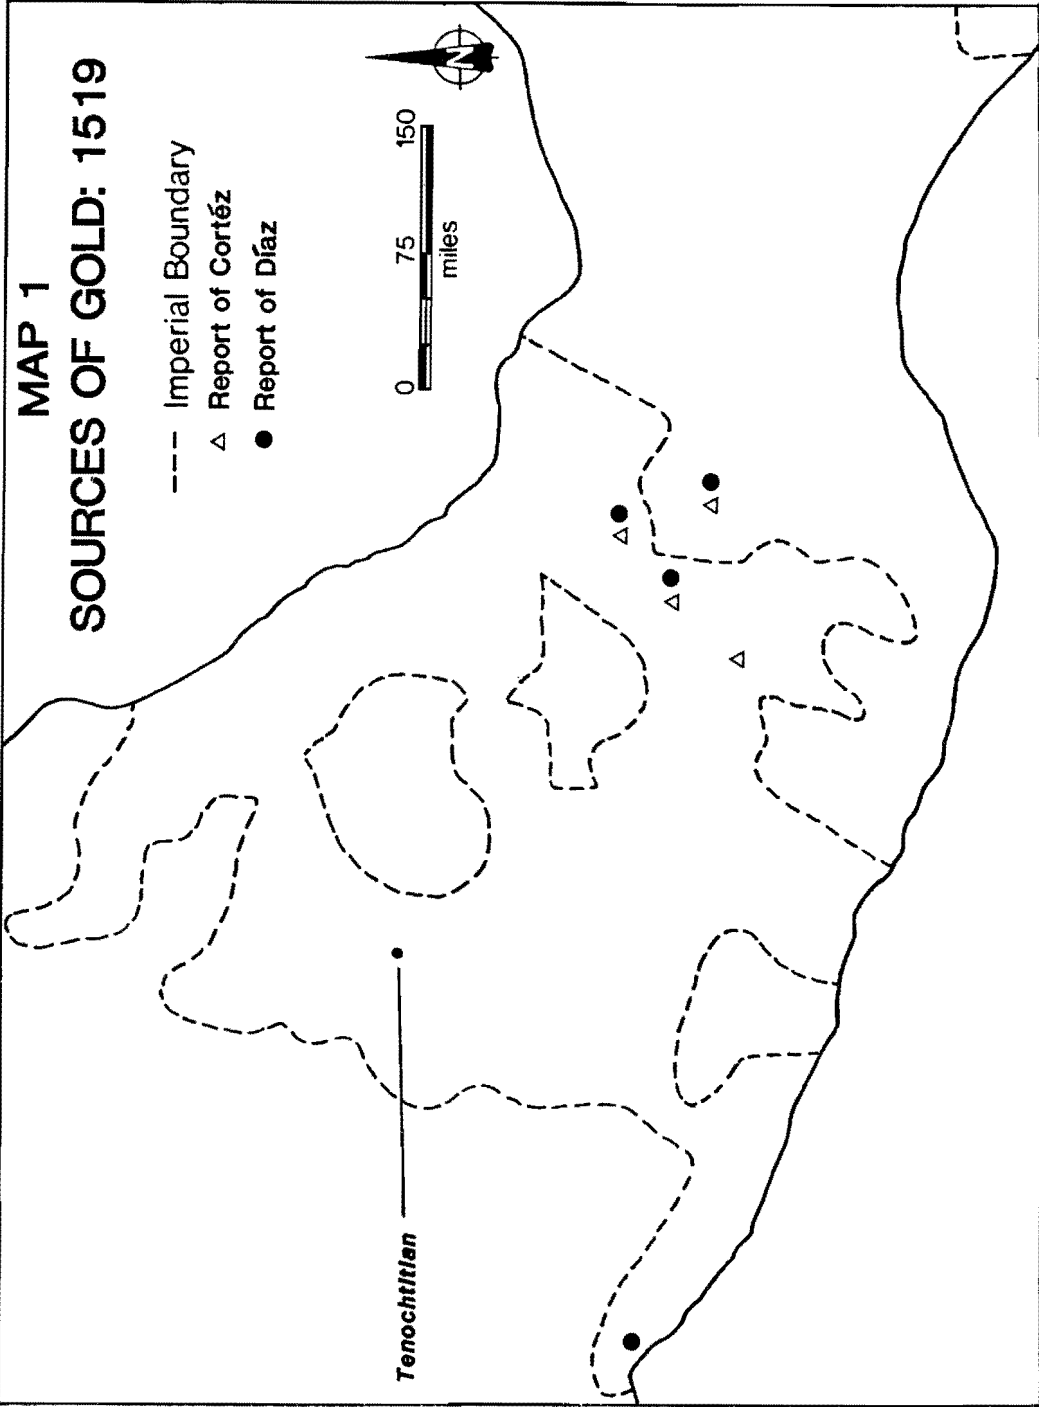 MAP 1
SOURCES OF GOLD: 1519
Imperial Boundary
Report of Cortéz
Report of Díaz
N
0 75 150
miles
Tenochtitlan